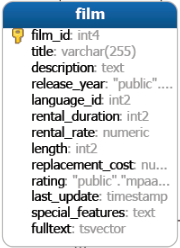 film
film_id: int4
title: varchar(255)
description: text
release_year: "public"....
language_id: int2
rental_duration: int2
rental_rate: numeric
length: int2
replacement_cost: nu...
rating: "public"."mpaa...
last_update: timestamp
special_features: text
fulltext: tsvector